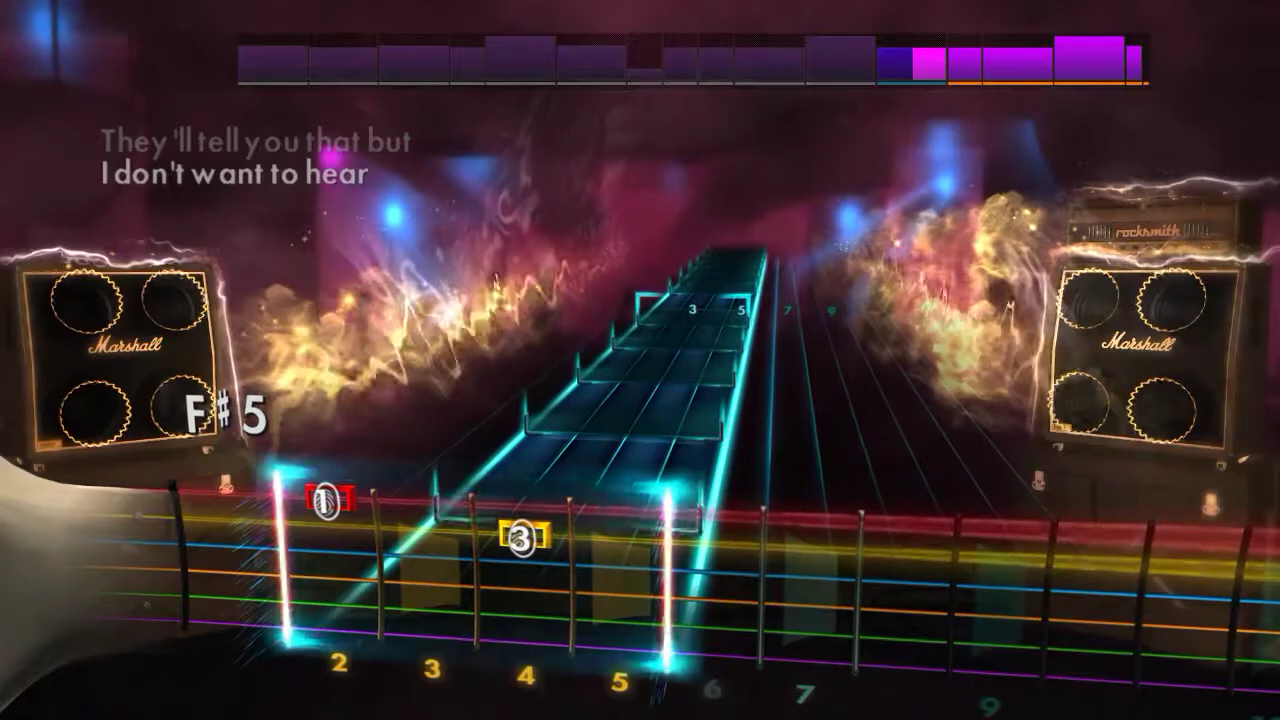 They 'll tell you that but
I don't want to hear
rocksmith
Marshall
Marshall
3 5 7 9
F#5
1
3
2 3 4 5 6 7 9